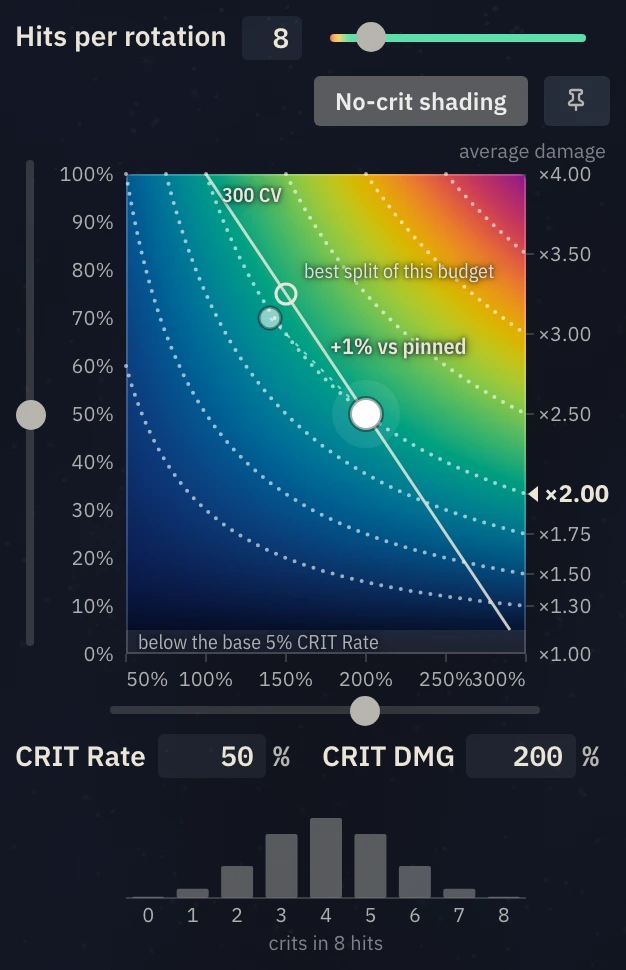 Hits per rotation 8
No-crit shading
average damage
100% ×4.00
300 CV
90%
×3.50
80% best split of this budget
70% ×3.00
+1% vs pinned
60%
50% ×2.50
40%
×2.00
30%
×1.75
20%
×1.50
10% ×1.30
below the base 5% CRIT Rate
0% ×1.00
50% 100% 150% 200% 250% 300%
CRIT Rate 50 % CRIT DMG 200 %
0 1 2 3 4 5 6 7 8
crits in 8 hits